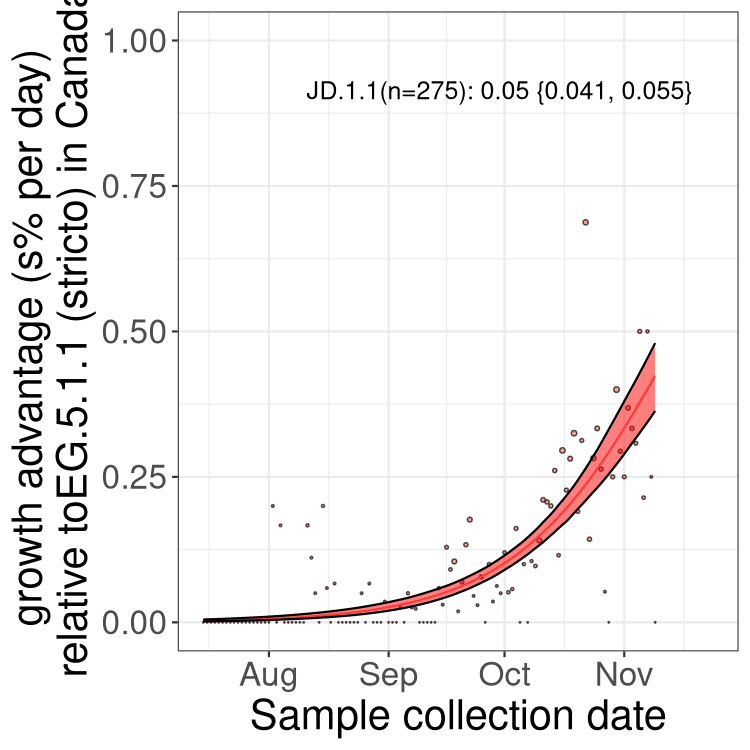 growth advantage (s% per day)
relative toEG.5.1.1 (stricto) in Canada
1.00
0.75
0.50
0.25
0.00
JD.1.1(n=275): 0.05 {0.041, 0.055}
Aug Sep Oct Nov
Sample collection date